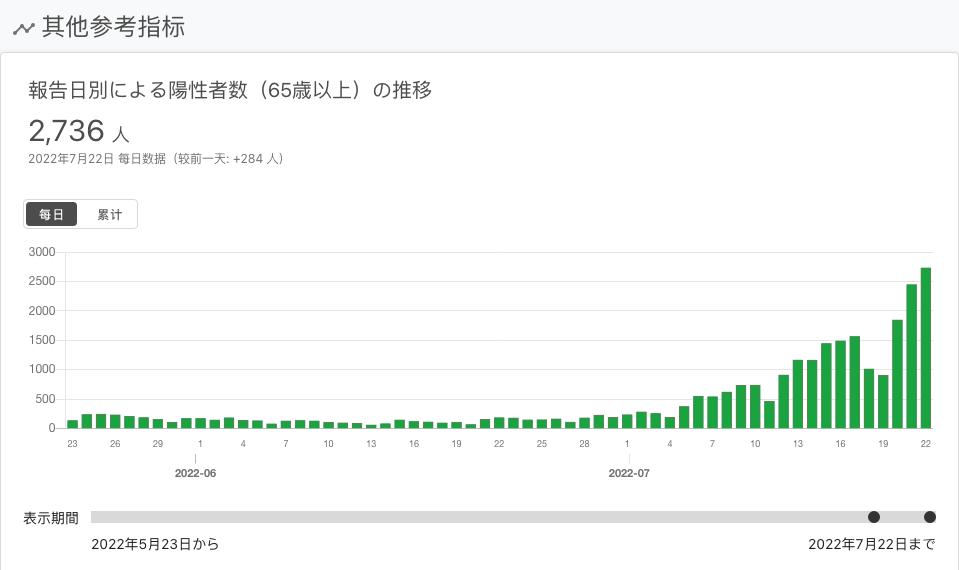 其他参考指标
報告日別による陽性者数（65歳以上）の推移
2,736 人
2022年7月22日 每日数据（较前一天: +284 人）
每日 累计
3000
2500
2000
1500
1000
500
0
23 26 29 1 4 7 10 13 16 19 22 25 28 1 4 7 10 13 16 19 22
2022-06 2022-07
表示期間
2022年5月23日から 2022年7月22日まで